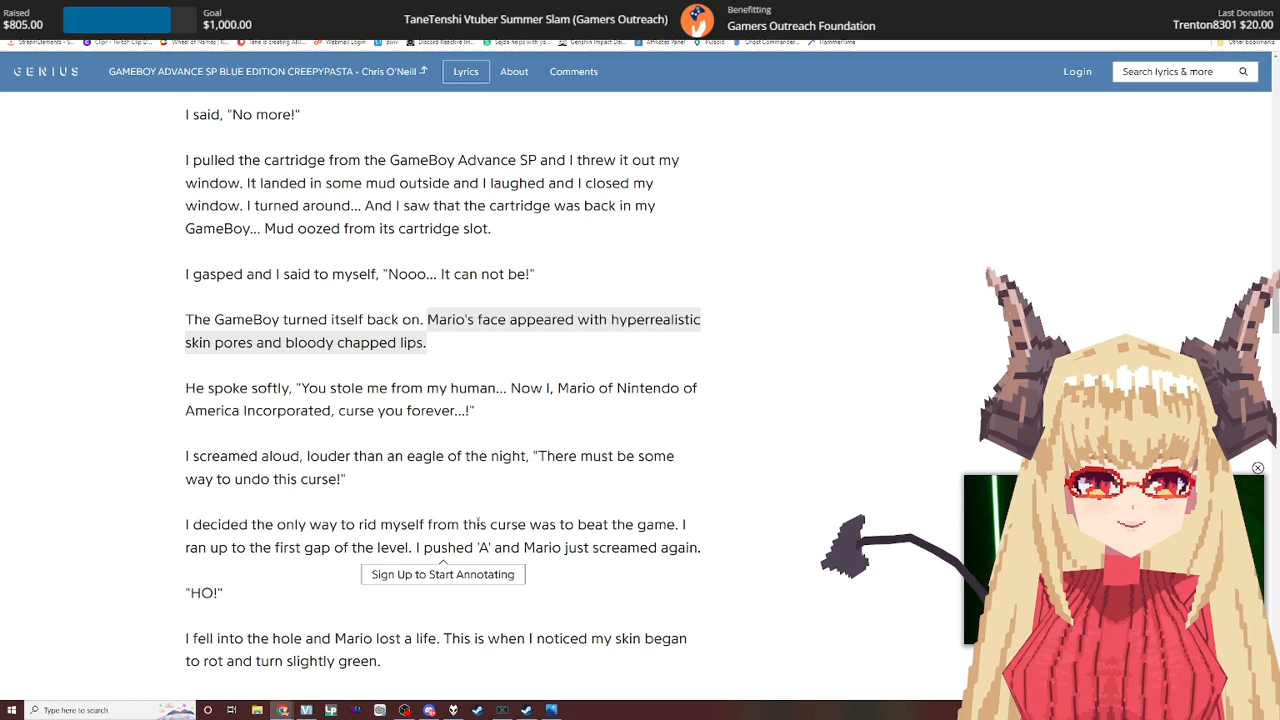 Raised
$805.00
Goal
$1,000.00
TaneTenshi Vtuber Summer Slam (Gamers Outreach)
Benefitting
Gamers Outreach Foundation
Last Donation
Trenton8301 $20.00
GENIUS
GAMEBOY ADVANCE SP BLUE EDITION CREEPYPASTA - Chris O'Neill
Lyrics
About
Comments
Login
Search lyrics & more
I said, "No more!"
I pulled the cartridge from the GameBoy Advance SP and I threw it out my
window. It landed in some mud outside and I laughed and I closed my
window. I turned around... And I saw that the cartridge was back in my
GameBoy... Mud oozed from its cartridge slot.
I gasped and I said to myself, "Nooo... It can not be!"
The GameBoy turned itself back on. Mario's face appeared with hyperrealistic
skin pores and bloody chapped lips.
He spoke softly, "You stole me from my human... Now I, Mario of Nintendo of
America Incorporated, curse you forever...!"
I screamed aloud, louder than an eagle of the night, "There must be some
way to undo this curse!"
I decided the only way to rid myself from this curse was to beat the game. I
ran up to the first gap of the level. I pushed 'A' and Mario just screamed again.
Sign Up to Start Annotating
"HO!"
I fell into the hole and Mario lost a life. This is when I noticed my skin began
to rot and turn slightly green.
Type here to search